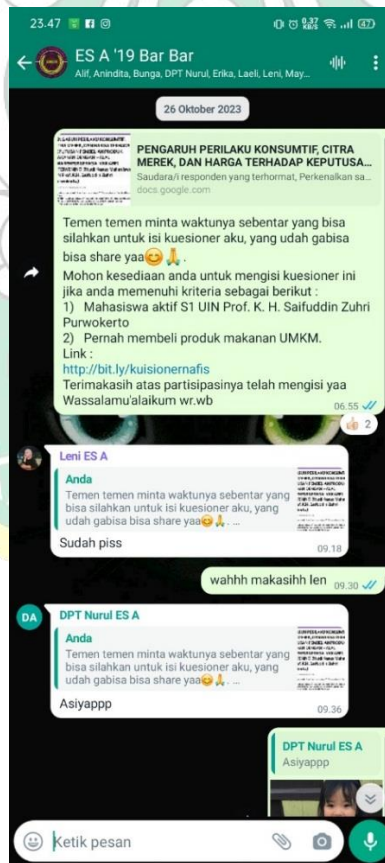 23.47
0,37
KB/S
47
ES A '19 Bar Bar
Alif, Anindita, Bunga, DPT Nurul, Erika, Laeli, Leni, May...
26 Oktober 2023
PENGARUH PERILAKU KONSUMTIF, CITRA
MEREK, DAN HARGA TERHADAP KEPUTUSA...
Saudara/i responden yang terhormat, Perkenalkan sa...
docs.google.com
Temen temen minta waktunya sebentar yang bisa
silahkan untuk isi kuesioner aku, yang udah gabisa
bisa share yaa😊🙏.
Mohon kesediaan anda untuk mengisi kuesioner ini
jika anda memenuhi kriteria sebagai berikut :
1) Mahasiswa aktif S1 UIN Prof. K. H. Saifuddin Zuhri
Purwokerto
2) Pernah membeli produk makanan UMKM.
Link :
http://bit.ly/kuisionernafis
Terimakasih atas partisipasinya telah mengisi yaa
Wassalamu'alaikum wr.wb
06.55
👍🏻 2
Leni ES A
Anda
Temen temen minta waktunya sebentar yang
bisa silahkan untuk isi kuesioner aku, yang
udah gabisa bisa share yaa😊🙏. ...
Sudah piss
09.18
wahhh makasihh len 09.30
DA
DPT Nurul ES A
Anda
Temen temen minta waktunya sebentar yang
bisa silahkan untuk isi kuesioner aku, yang
udah gabisa bisa share yaa😊🙏. ...
Asiyappp
09.36
DPT Nurul ES A
Asiyappp
Ketik pesan